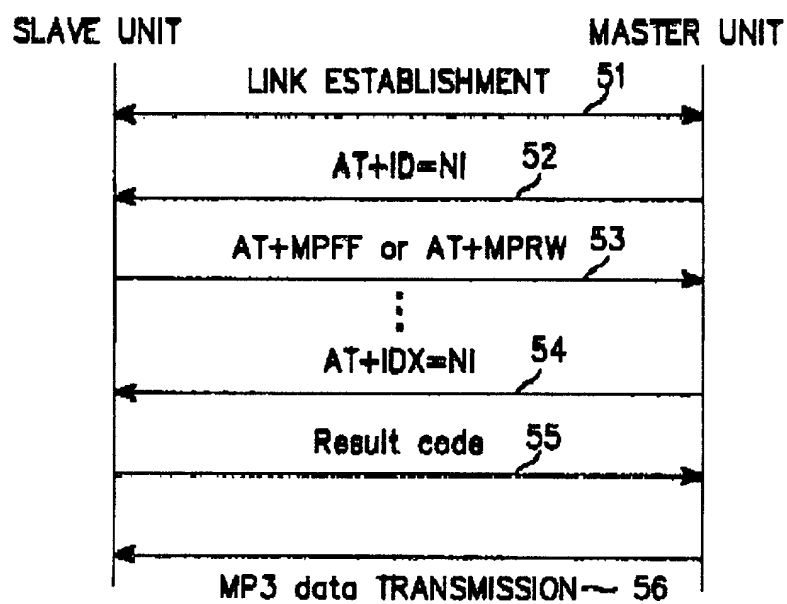 SLAVE UNIT MASTER UNIT
LINK ESTABLISHMENT 51
AT+ID=NI 52
AT+MPFF or AT+MPRW 53
AT+IDX=NI 54
Result code 55
MP3 data TRANSMISSION 56